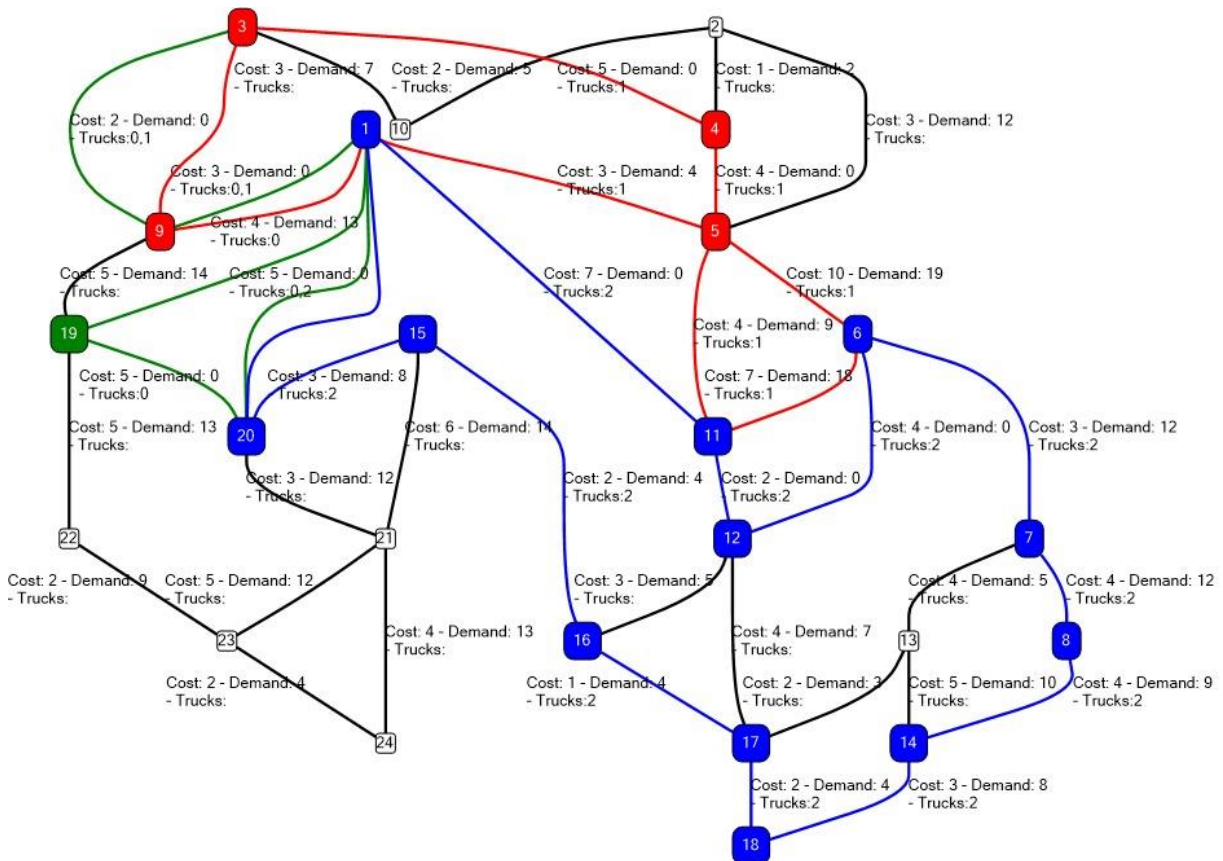 3
2
Cost: 3 - Demand: 7
- Trucks:
Cost: 2 - Demand: 5
- Trucks:
Cost: 5 - Demand: 0
- Trucks:1
Cost: 1 - Demand: 2
- Trucks:
Cost: 2 - Demand: 0
- Trucks:0,1
1
10
4
Cost: 3 - Demand: 12
- Trucks:
Cost: 3 - Demand: 0
- Trucks:0,1
Cost: 3 - Demand: 4
- Trucks:1
Cost: 4 - Demand: 0
- Trucks:1
9
Cost: 4 - Demand: 13
- Trucks:0
5
Cost: 5 - Demand: 14
- Trucks:
Cost: 5 - Demand: 0
- Trucks:0,2
Cost: 7 - Demand: 0
- Trucks:2
Cost: 10 - Demand: 19
- Trucks:1
19
15
Cost: 4 - Demand: 9
- Trucks:1
6
Cost: 5 - Demand: 0
- Trucks:0
Cost: 3 - Demand: 8
Trucks:2
Cost: 7 - Demand: 18
- Trucks:1
Cost: 5 - Demand: 13
- Trucks:
20
Cost: 6 - Demand: 14
- Trucks:
11
Cost: 4 - Demand: 0
- Trucks:2
Cost: 3 - Demand: 12
- Trucks:2
Cost: 3 - Demand: 12
- Trucks:
Cost: 2 - Demand: 4
- Trucks:2
Cost: 2 - Demand: 0
- Trucks:2
22
21
12
7
Cost: 2 - Demand: 9
- Trucks:
Cost: 5 - Demand: 12
- Trucks:
Cost: 3 - Demand: 5
- Trucks:
Cost: 4 - Demand: 5
- Trucks:
Cost: 4 - Demand: 12
- Trucks:2
23
Cost: 4 - Demand: 13
- Trucks:
16
Cost: 4 - Demand: 7
- Trucks:
13
8
Cost: 2 - Demand: 4
- Trucks:
Cost: 1 - Demand: 4
- Trucks:2
Cost: 2 - Demand: 3
- Trucks:
Cost: 5 - Demand: 10
- Trucks:
Cost: 4 - Demand: 9
- Trucks:2
24
17
14
Cost: 2 - Demand: 4
- Trucks:2
Cost: 3 - Demand: 8
- Trucks:2
18